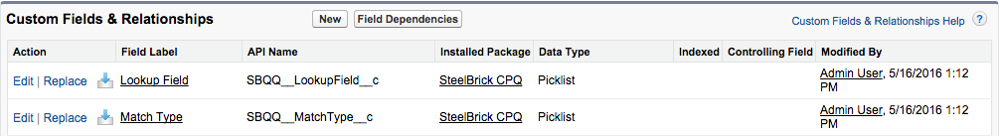 Custom Fields & Relationships New Field Dependencies Custom Fields & Relationships Help ?
Action Field Label API Name Installed Package Data Type Indexed Controlling Field Modified By
Edit | Replace Lookup Field SBQQ__LookupField__c SteelBrick CPQ Picklist Admin User, 5/16/2016 1:12
PM
Edit | Replace Match Type SBQQ__MatchType__c SteelBrick CPQ Picklist Admin User, 5/16/2016 1:12
PM